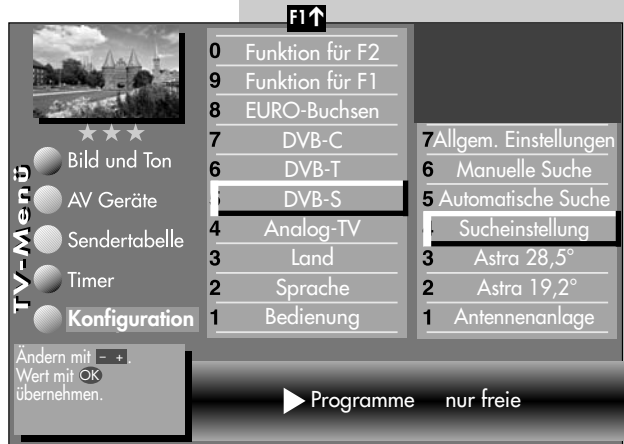 F1↑
0 Funktion für F2
9 Funktion für F1
8 EURO-Buchsen
7 DVB-C
6 DVB-T
DVB-S
4 Analog-TV
3 Land
2 Sprache
1 Bedienung
7 Allgem. Einstellungen
6 Manuelle Suche
5 Automatische Suche
Sucheinstellung
3 Astra 28,5°
2 Astra 19,2°
1 Antennenanlage
TV-Menü
Bild und Ton
AV Geräte
Sendertabelle
Timer
Konfiguration
Ändern mit - + .
Wert mit OK
übernehmen.
Programme nur freie